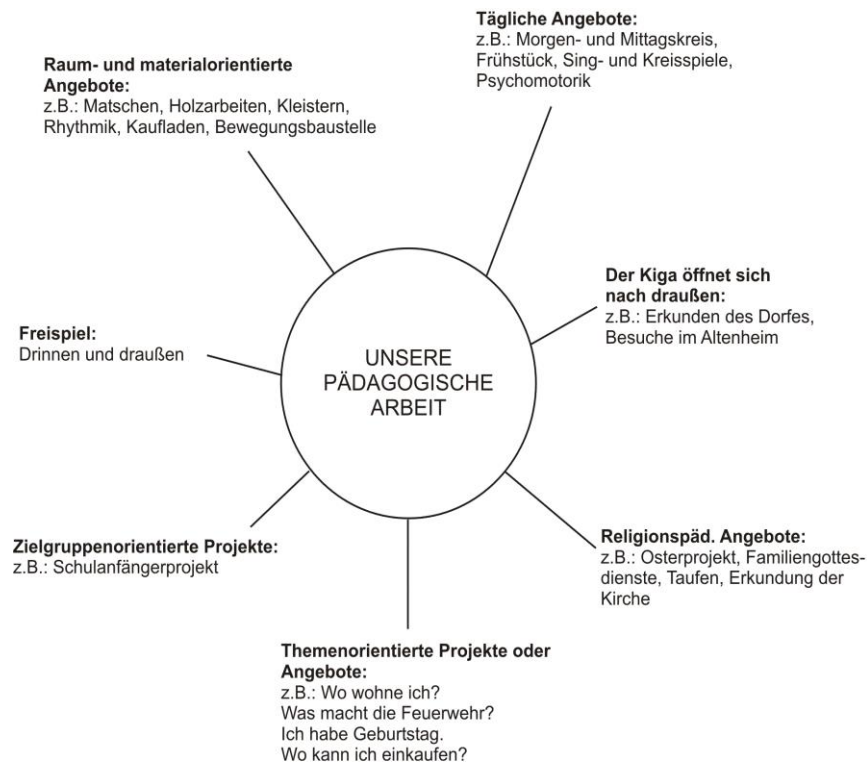 Tägliche Angebote:
z.B.: Morgen- und Mittagskreis,
Frühstück, Sing- und Kreisspiele,
Psychomotorik
Raum- und materialorientierte
Angebote:
z.B.: Matschen, Holzarbeiten, Kleistern,
Rhythmik, Kaufladen, Bewegungsbaustelle
Der Kiga öffnet sich
nach draußen:
z.B.: Erkunden des Dorfes,
Besuche im Altenheim
Freispiel:
Drinnen und draußen
UNSERE
PÄDAGOGISCHE
ARBEIT
Religionspäd. Angebote:
z.B.: Osterprojekt, Familiengottes-
dienste, Taufen, Erkundung der
Kirche
Zielgruppenorientierte Projekte:
z.B.: Schulanfängerprojekt
Themenorientierte Projekte oder
Angebote:
z.B.: Wo wohne ich?
Was macht die Feuerwehr?
Ich habe Geburtstag.
Wo kann ich einkaufen?